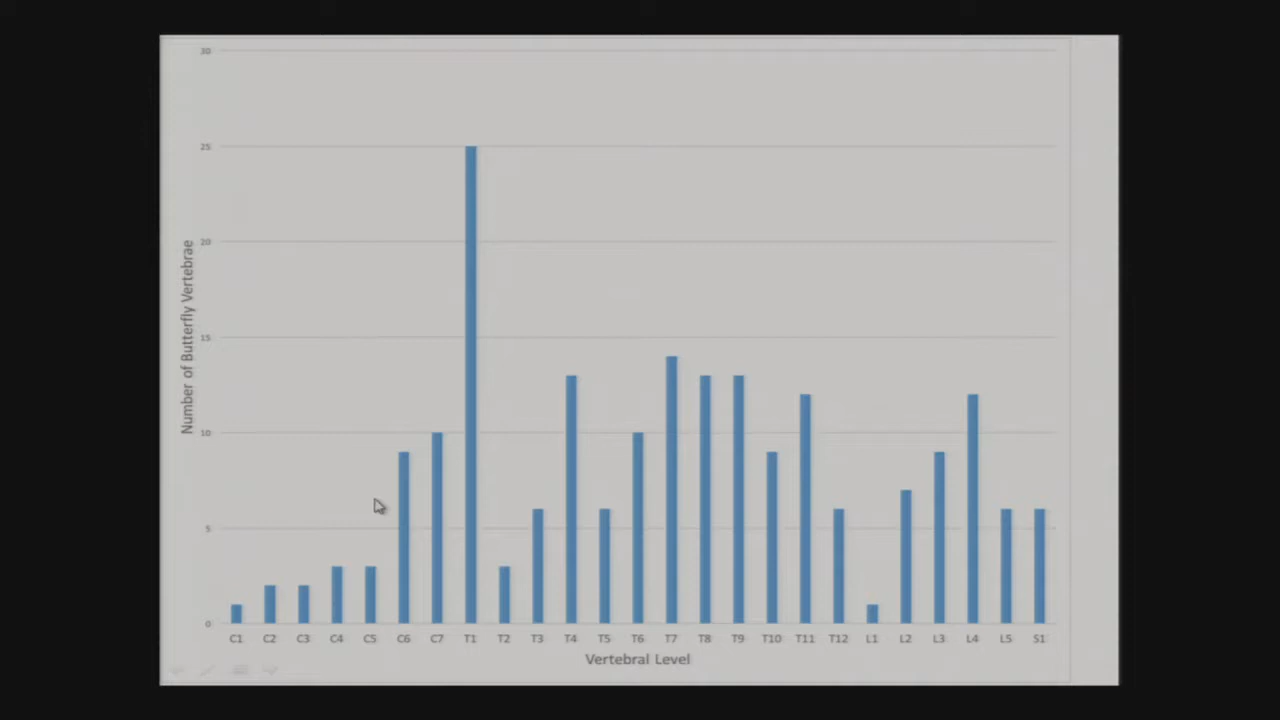 30
25
20
15
10
5
0
Number of Butterfly Vertebrae
C1 C2 C3 C4 C5 C6 C7 T1 T2 T3 T4 T5 T6 T7 T8 T9 T10 T11 T12 L1 L2 L3 L4 L5 S1
Vertebral Level